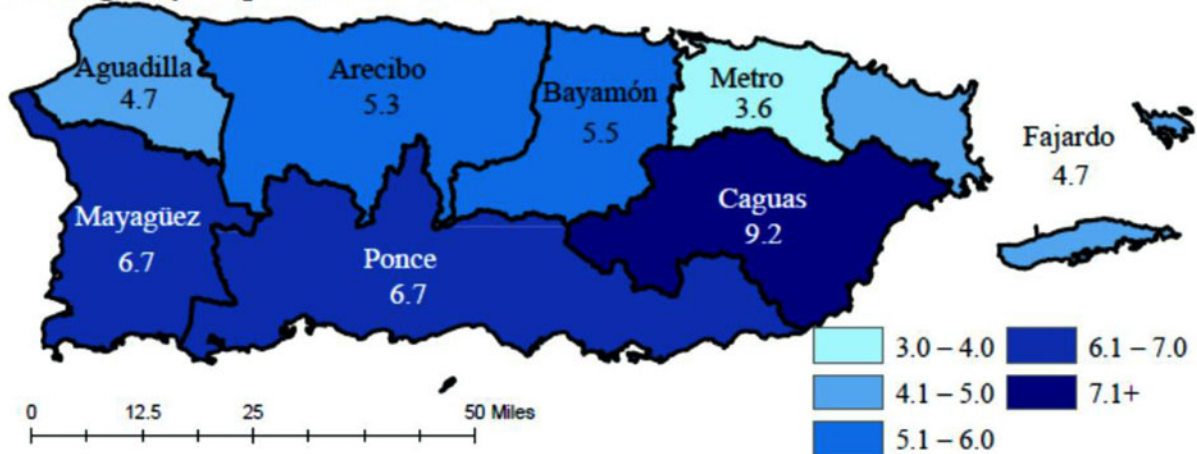 Aguadilla
4.7
Arecibo
5.3
Bayamón
5.5
Metro
3.6
Fajardo
4.7
Mayagüez
6.7
Ponce
6.7
Caguas
9.2
3.0 – 4.0
4.1 – 5.0
5.1 – 6.0
6.1 – 7.0
7.1+
0 12.5 25 50 Miles